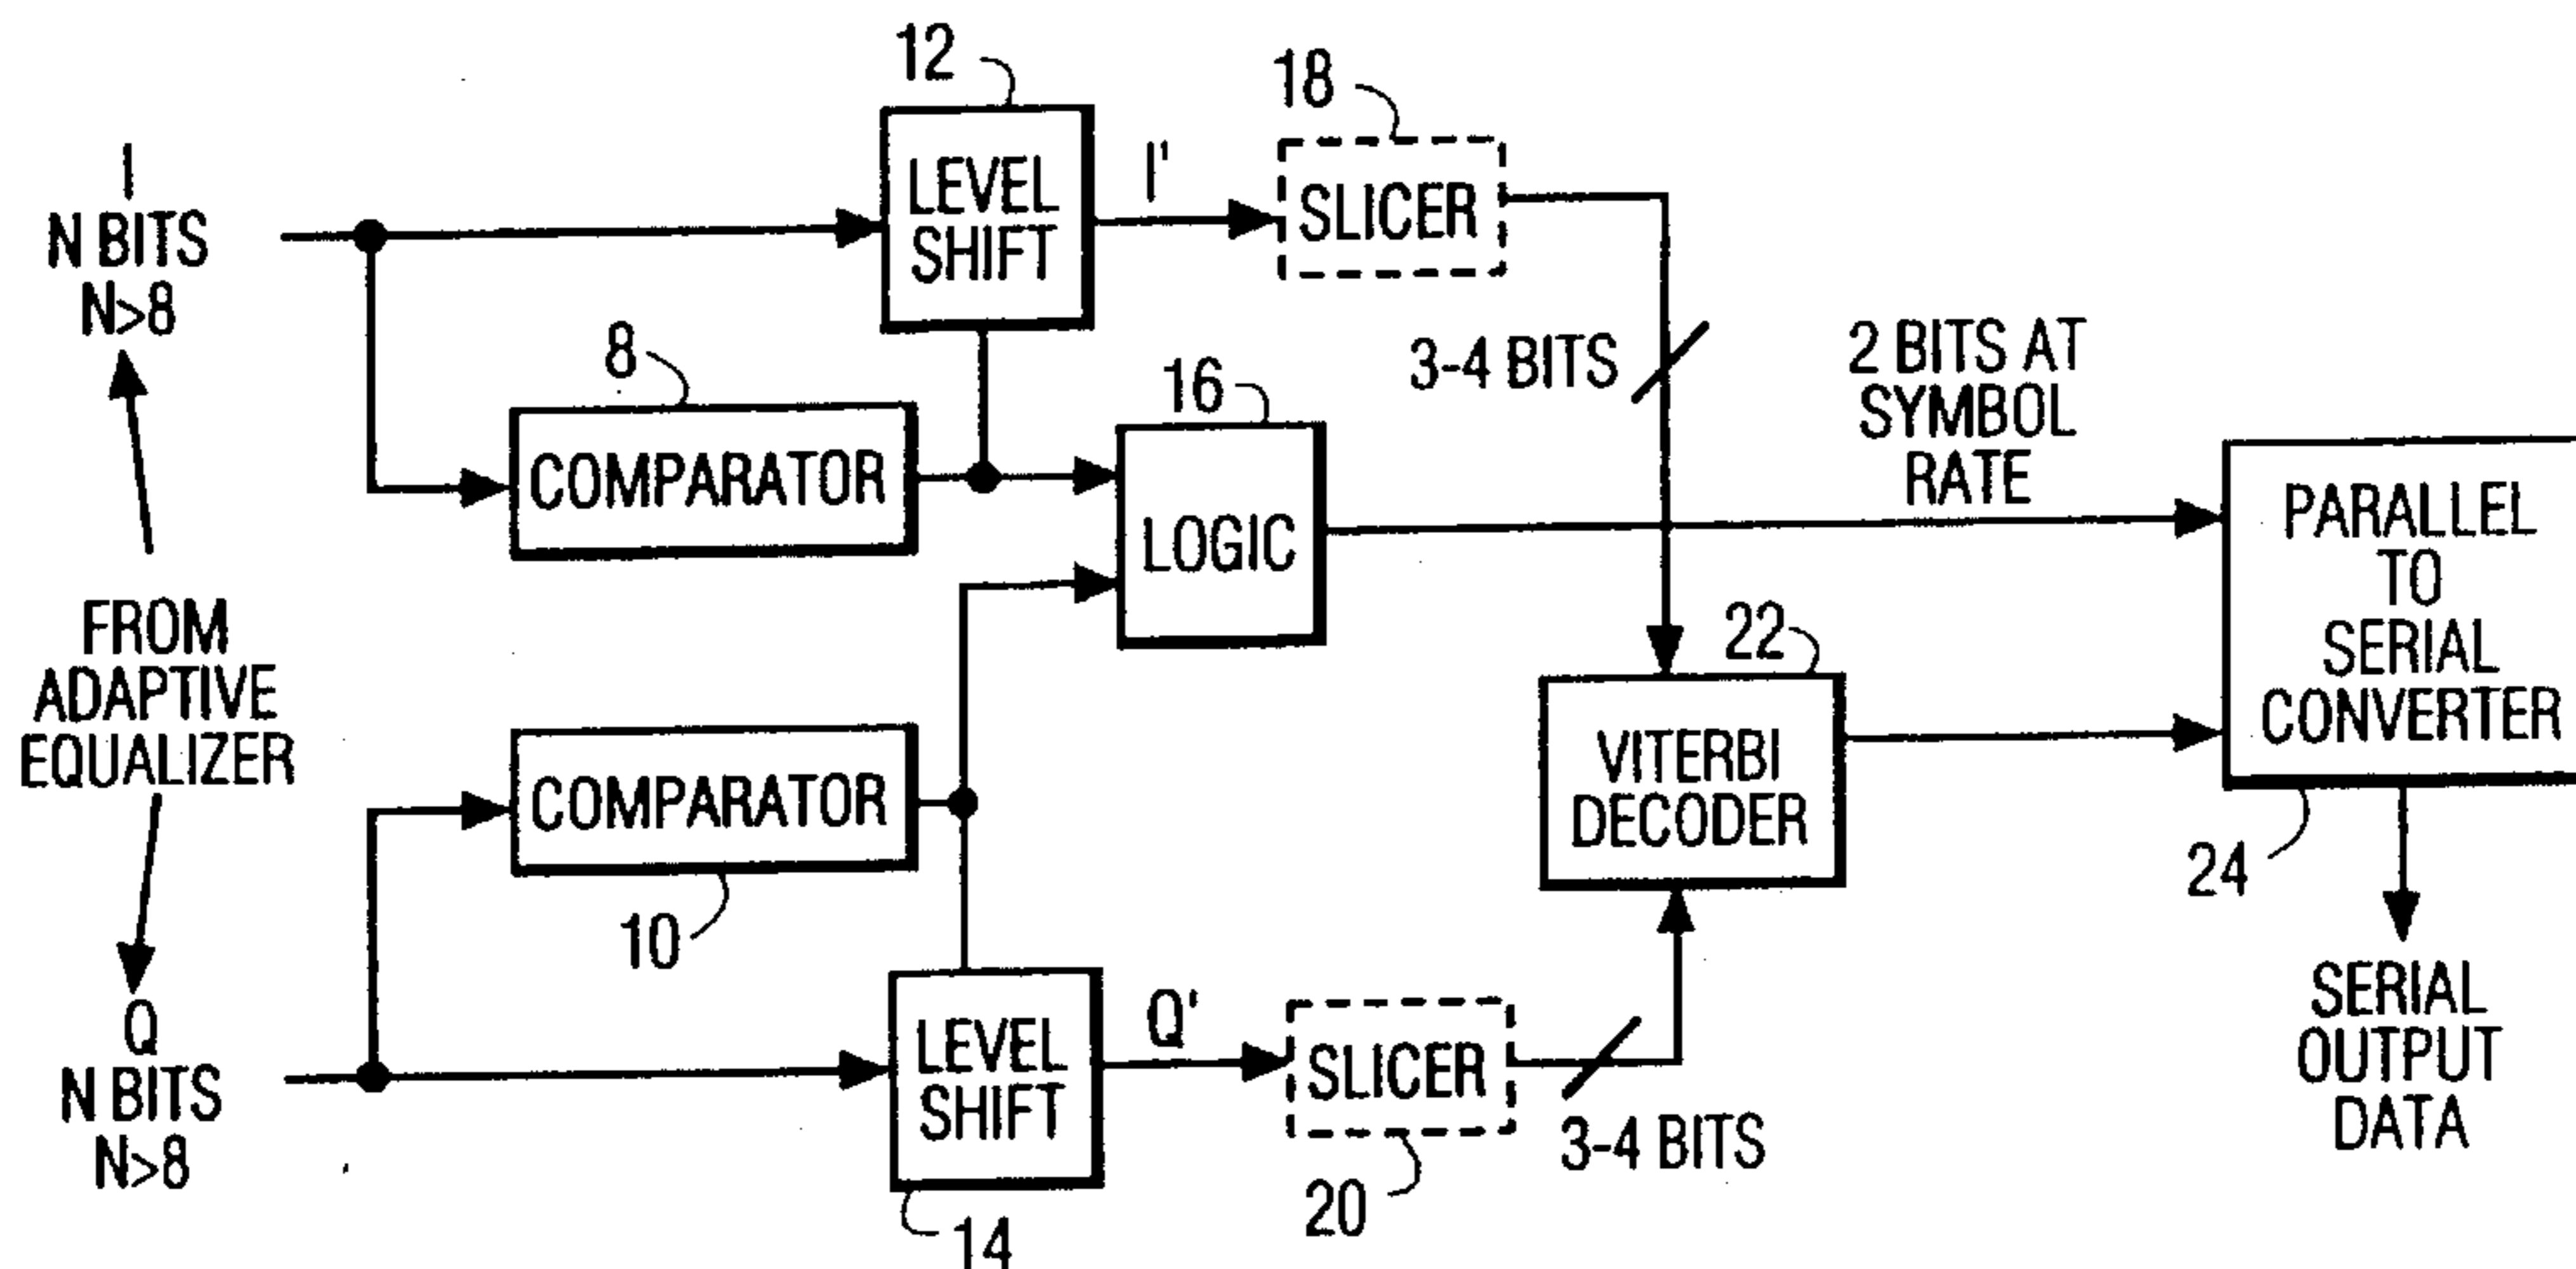 12
18
I
N BITS
N>8
LEVEL
SHIFT
I'
SLICER
8
COMPARATOR
16
LOGIC
3-4 BITS
2 BITS AT
SYMBOL
RATE
PARALLEL
TO
SERIAL
CONVERTER
FROM
ADAPTIVE
EQUALIZER
COMPARATOR
10
22
VITERBI
DECODER
24
SERIAL
OUTPUT
DATA
Q
N BITS
N>8
LEVEL
SHIFT
14
Q'
SLICER
20
3-4 BITS